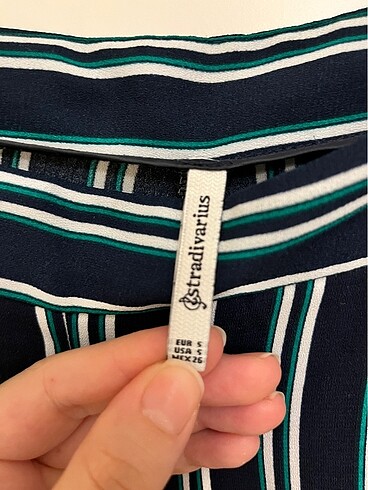 stradivarius
EUR S
USA S
MEX 26